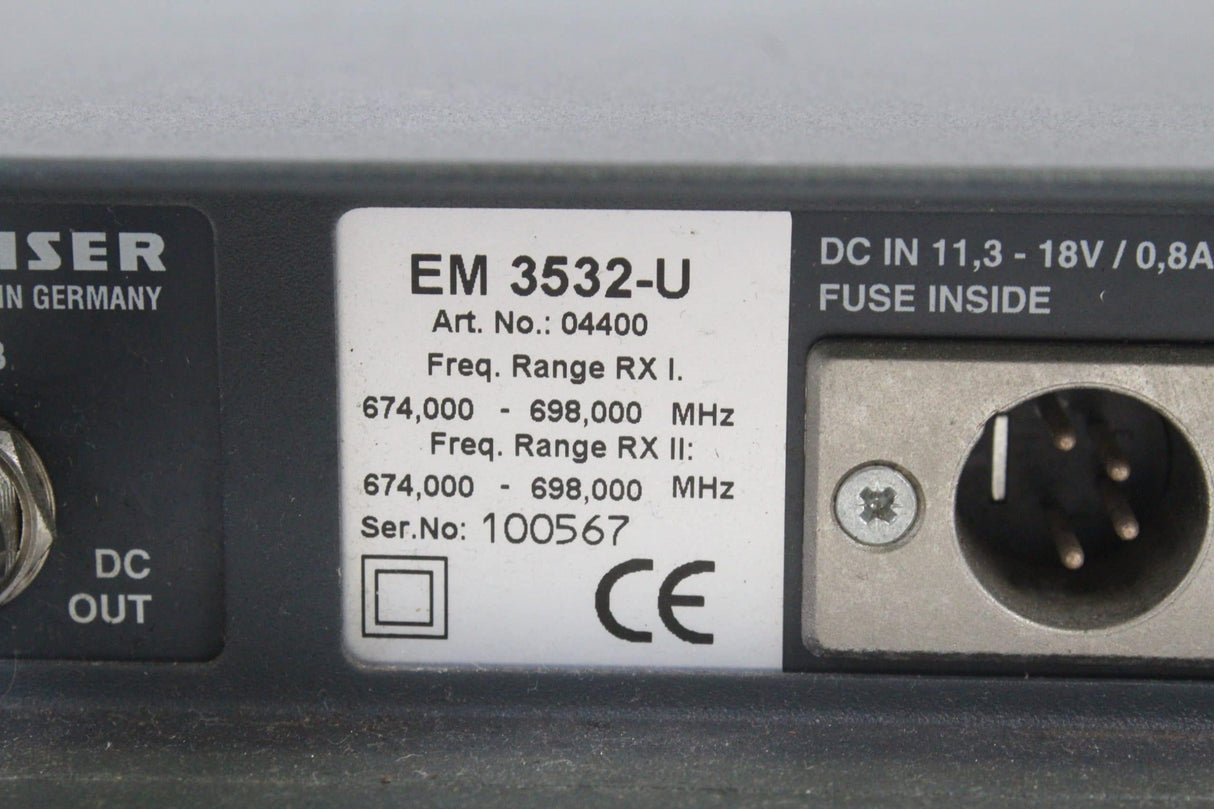 ISER
IN GERMANY
DC
OUT
EM 3532-U
Art. No.: 04400
Freq. Range RX I.
674,000 - 698,000 MHz
Freq. Range RX II:
674,000 - 698,000 MHz
Ser.No: 100567
CE
DC IN 11,3 - 18V / 0,8A
FUSE INSIDE